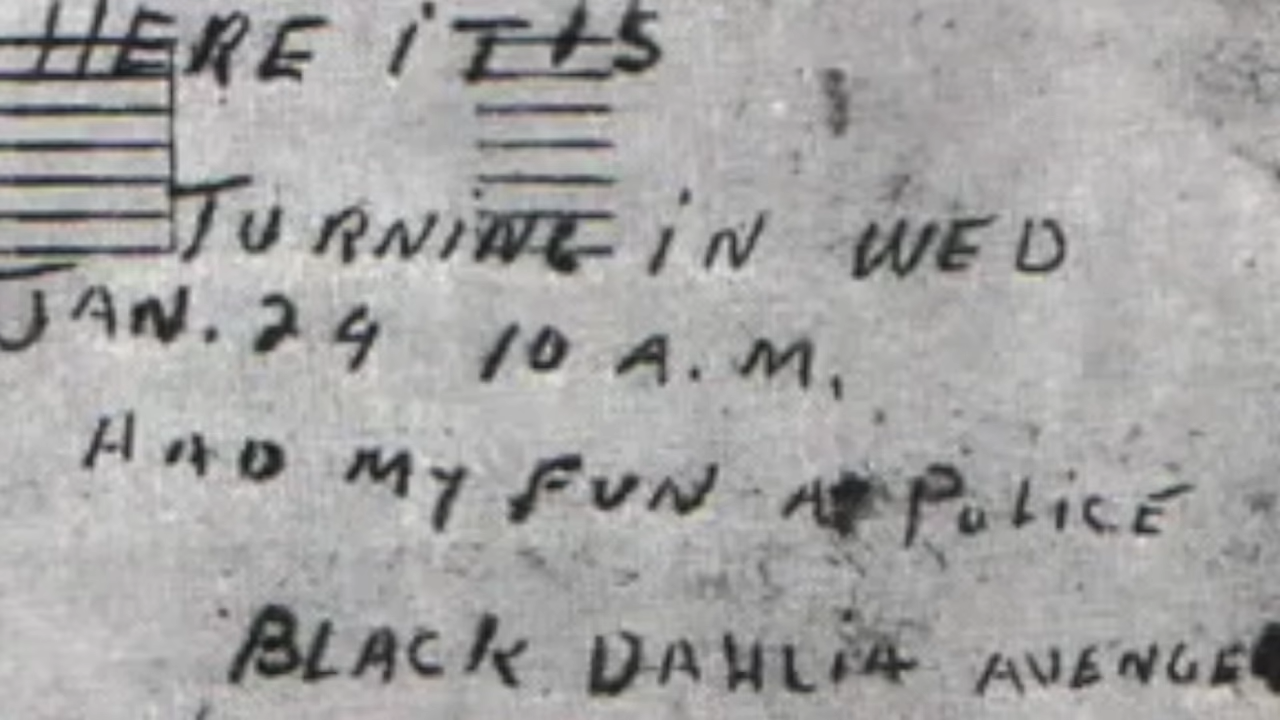 HERE iT IS
TURNiNG iN WED
JAN. 29 10 A.M.
HAD MY FUN AT POLiCE
BLACK DAHLiA AVENGE